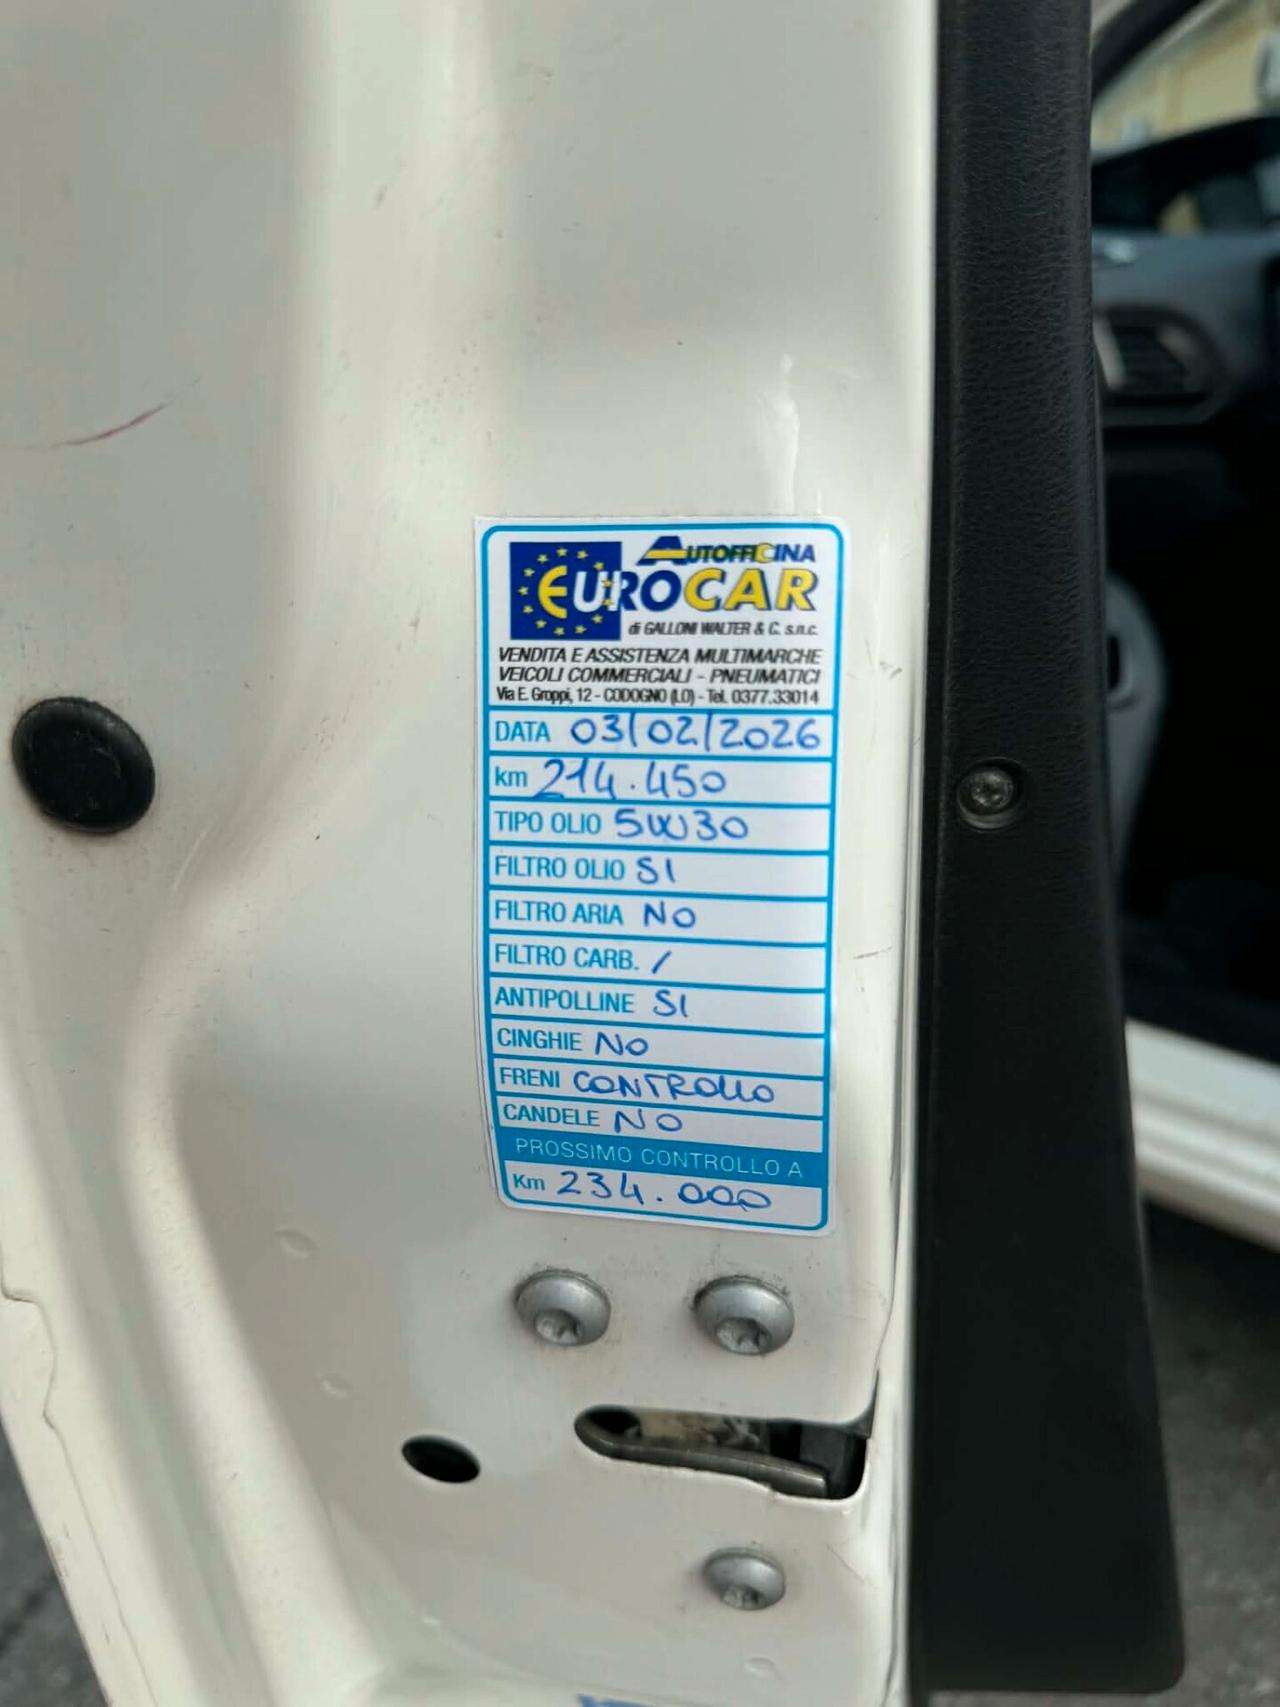 AUTOFFICINA
EUROCAR
di GALLONI WALTER & C. s.n.c.
VENDITA E ASSISTENZA MULTIMARCHE
VEICOLI COMMERCIALI - PNEUMATICI
Via E. Groppi, 12 - CODOGNO (LO) - Tel. 0377.33014
DATA 03/02/2026
km 214.450
TIPO OLIO 5W30
FILTRO OLIO SI
FILTRO ARIA NO
FILTRO CARB. /
ANTIPOLLINE SI
CINGHIE NO
FRENI CONTROLLO
CANDELE NO
PROSSIMO CONTROLLO A
Km 234.000